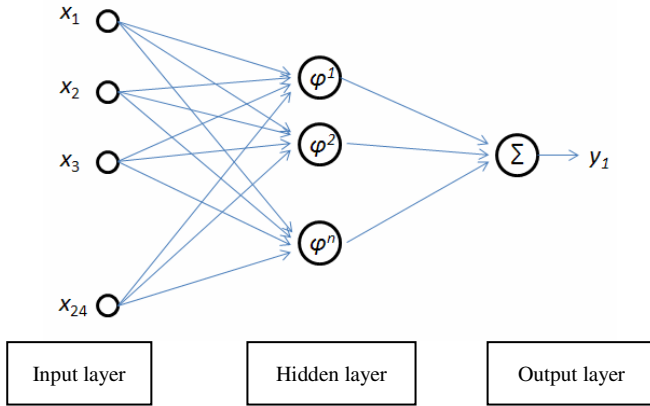 x₁
x₂
x₃
x₂₄
φ¹
φ²
φⁿ
Σ
y₁
Input layer
Hidden layer
Output layer